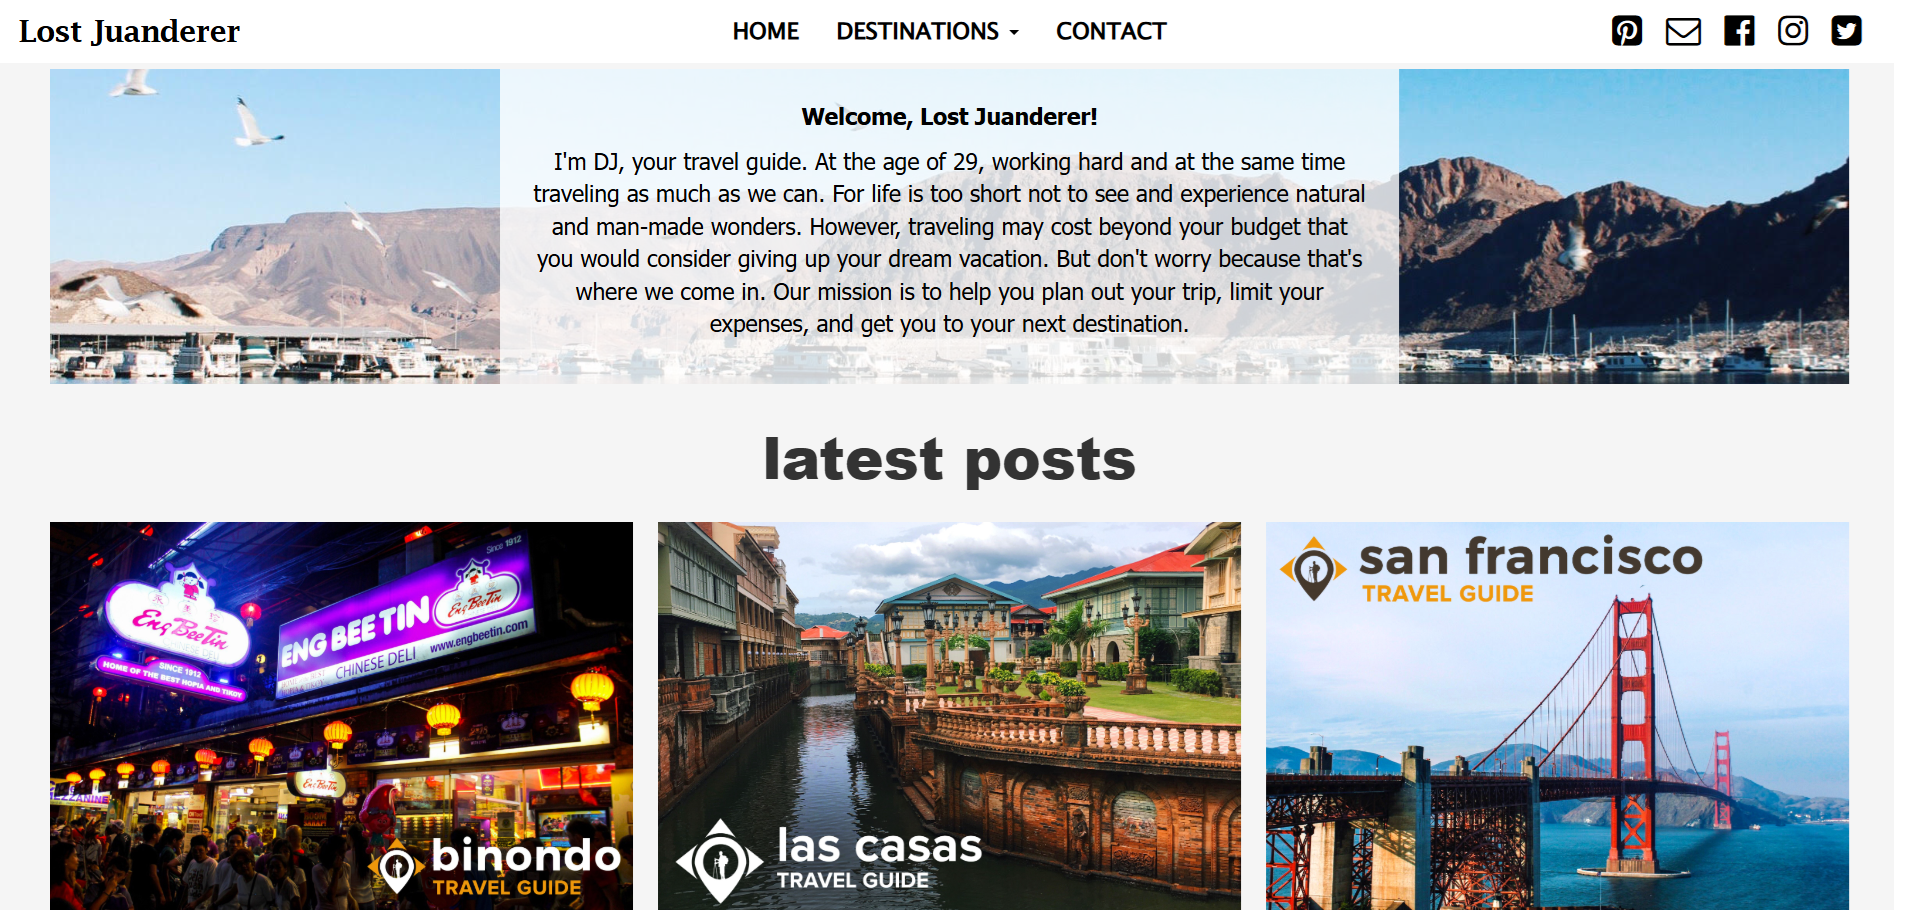 Lost Juanderer
HOME
DESTINATIONS
CONTACT
Welcome, Lost Juanderer!
I'm DJ, your travel guide. At the age of 29, working hard and at the same time
traveling as much as we can. For life is too short not to see and experience natural
and man-made wonders. However, traveling may cost beyond your budget that
you would consider giving up your dream vacation. But don't worry because that's
where we come in. Our mission is to help you plan out your trip, limit your
expenses, and get you to your next destination.
latest posts
Since 1912
Eng Bee Tin
CHINESE DELI
SINCE 1912
HOME OF THE BEST HOPIA AND TIKOY
ENG BEE TIN
Eng Bee Tin
CHINESE DELI
www.engbeetin.com
Eng Bee Tin
MEZZANINE
binondo
TRAVEL GUIDE
las casas
TRAVEL GUIDE
san francisco
TRAVEL GUIDE